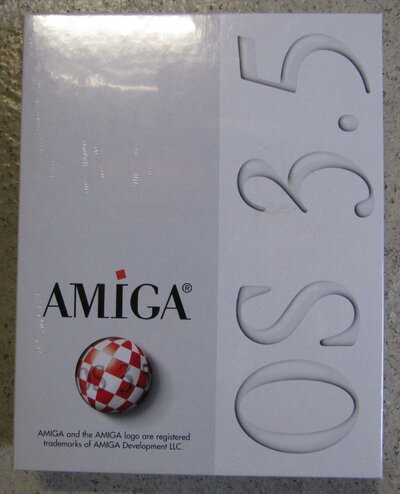 OS 3.5
AMIGA®
AMIGA and the AMIGA logo are registered
trademarks of AMIGA Development LLC.